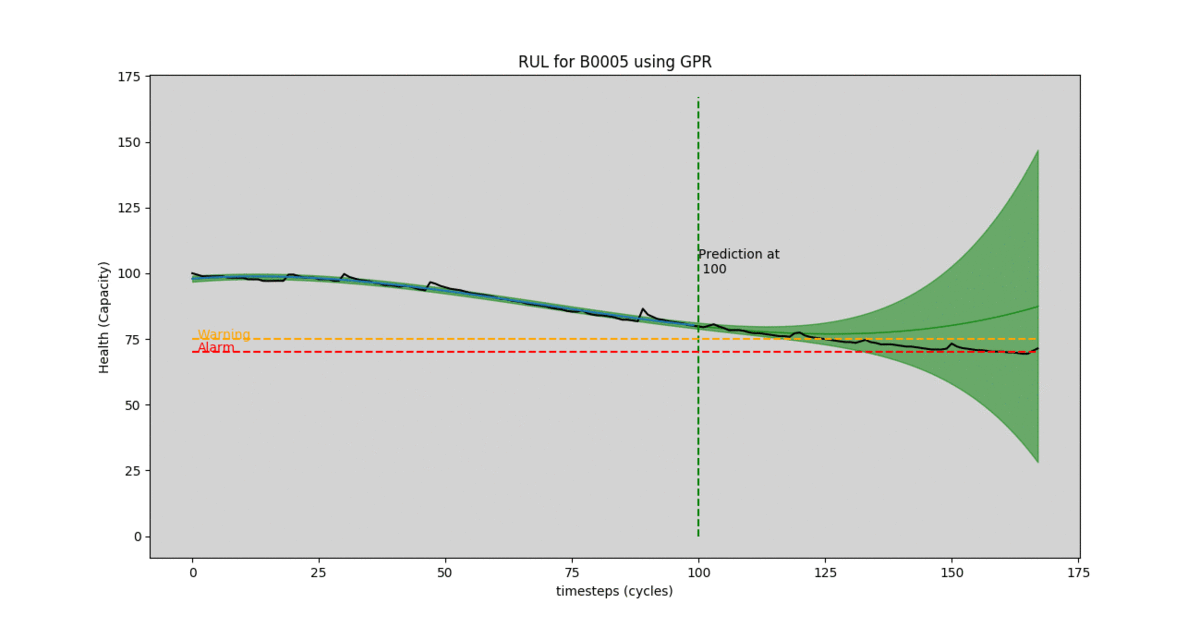 RUL for B0005 using GPR
175
150
125
100
75
50
25
0
Health (Capacity)
Prediction at
100
Warning
Alarm
0
25
50
75
100
125
150
175
timesteps (cycles)